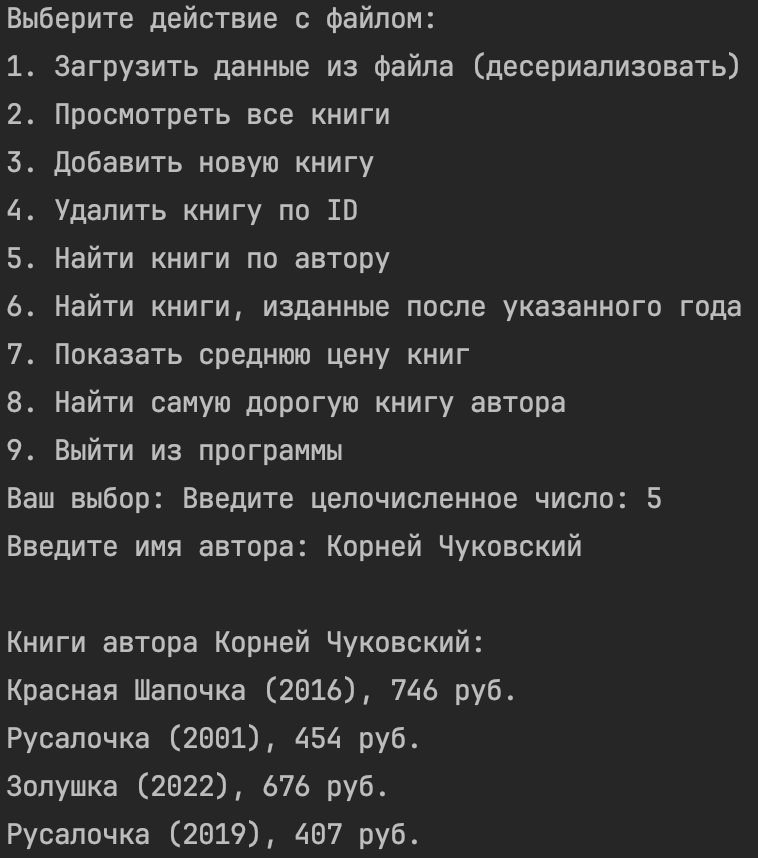 Выберите действие с файлом:
1. Загрузить данные из файла (десериализовать)
2. Просмотреть все книги
3. Добавить новую книгу
4. Удалить книгу по ID
5. Найти книги по автору
6. Найти книги, изданные после указанного года
7. Показать среднюю цену книг
8. Найти самую дорогую книгу автора
9. Выйти из программы
Ваш выбор: Введите целочисленное число: 5
Введите имя автора: Корней Чуковский
Книги автора Корней Чуковский:
Красная Шапочка (2016), 746 руб.
Русалочка (2001), 454 руб.
Золушка (2022), 676 руб.
Русалочка (2019), 407 руб.